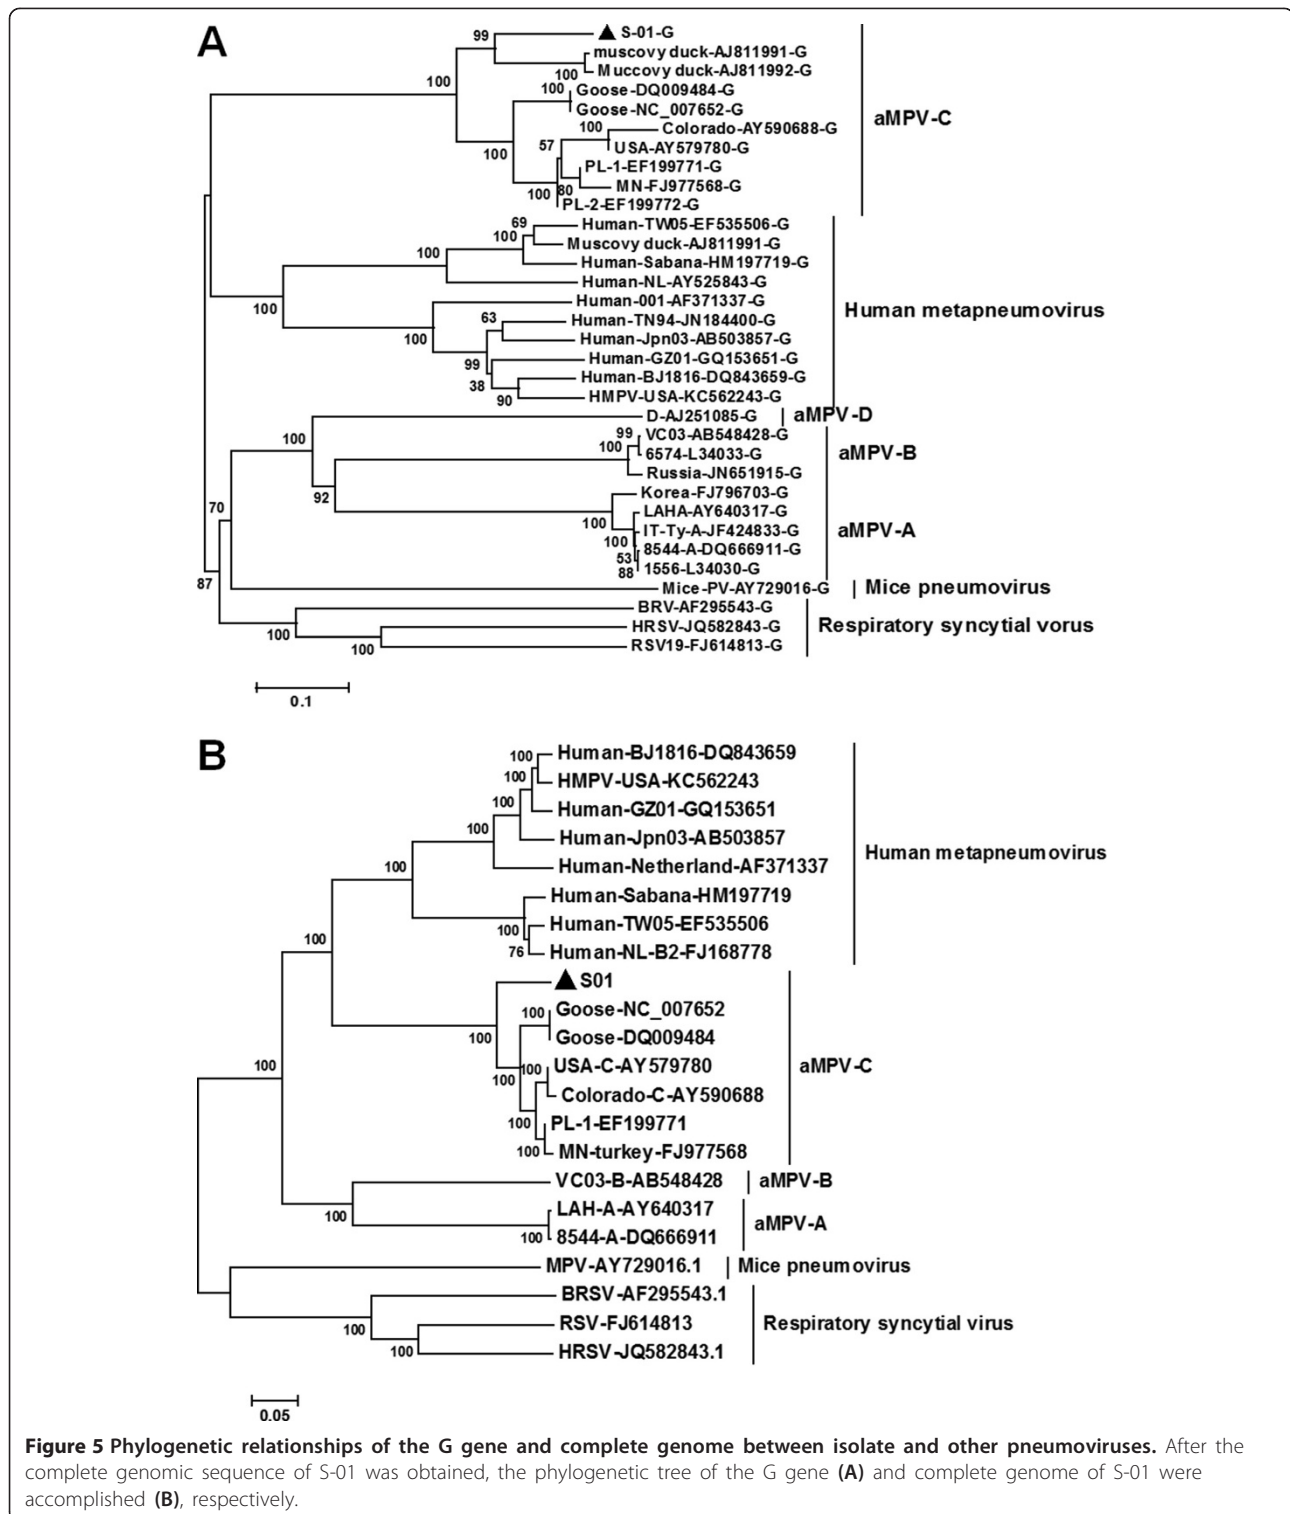 A
99
S-01-G
muscovy duck-AJ811991-G
100
Muccovy duck-AJ811992-G
100
100
Goose-DQ009484-G
Goose-NC_007652-G
aMPV-C
100
Colorado-AY590688-G
57
USA-AY579780-G
100
PL-1-EF199771-G
100
80
MN-FJ977568-G
PL-2-EF199772-G
69
Human-TW05-EF535506-G
100
Muscovy duck-AJ811991-G
100
Human-Sabana-HM197719-G
Human-NL-AY525843-G
100
Human-001-AF371337-G
Human metapneumovirus
63
Human-TN94-JN184400-G
100
Human-Jpn03-AB503857-G
99
Human-GZ01-GQ153651-G
38
Human-BJ1816-DQ843659-G
90
HMPV-USA-KC562243-G
D-AJ251085-G
aMPV-D
100
99
VC03-AB548428-G
100
6574-L34033-G
aMPV-B
Russia-JN651915-G
92
Korea-FJ796703-G
70
LAHA-AY640317-G
100
IT-Ty-A-JF424833-G
aMPV-A
100
8544-A-DQ666911-G
53
88
1556-L34030-G
87
Mice-PV-AY729016-G
Mice pneumovirus
BRV-AF295543-G
100
HRSV-JQ582843-G
Respiratory syncytial vorus
100
RSV19-FJ614813-G
0.1
B
100
Human-BJ1816-DQ843659
100
HMPV-USA-KC562243
100
Human-GZ01-GQ153651
100
Human-Jpn03-AB503857
Human metapneumovirus
100
Human-Netherland-AF371337
Human-Sabana-HM197719
100
Human-TW05-EF535506
100
76
Human-NL-B2-FJ168778
S01
100
Goose-NC_007652
100
Goose-DQ009484
100
100
USA-C-AY579780
aMPV-C
100
Colorado-C-AY590688
100
PL-1-EF199771
100
MN-turkey-FJ977568
VC03-B-AB548428
aMPV-B
100
LAH-A-AY640317
aMPV-A
100
8544-A-DQ666911
MPV-AY729016.1
Mice pneumovirus
BRSV-AF295543.1
100
RSV-FJ614813
Respiratory syncytial virus
100
HRSV-JQ582843.1
0.05
Figure 5 Phylogenetic relationships of the G gene and complete genome between isolate and other pneumoviruses. After the
complete genomic sequence of S-01 was obtained, the phylogenetic tree of the G gene (A) and complete genome of S-01 were
accomplished (B), respectively.